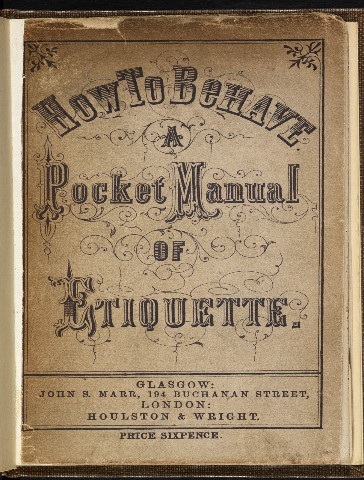 HOW TO BEHAVE.
A
POCKET MANUAL
OF
ETIQUETTE.
GLASGOW:
JOHN S. MARR, 194 BUCHANAN STREET,
LONDON:
HOULSTON & WRIGHT.
PRICE SIXPENCE.